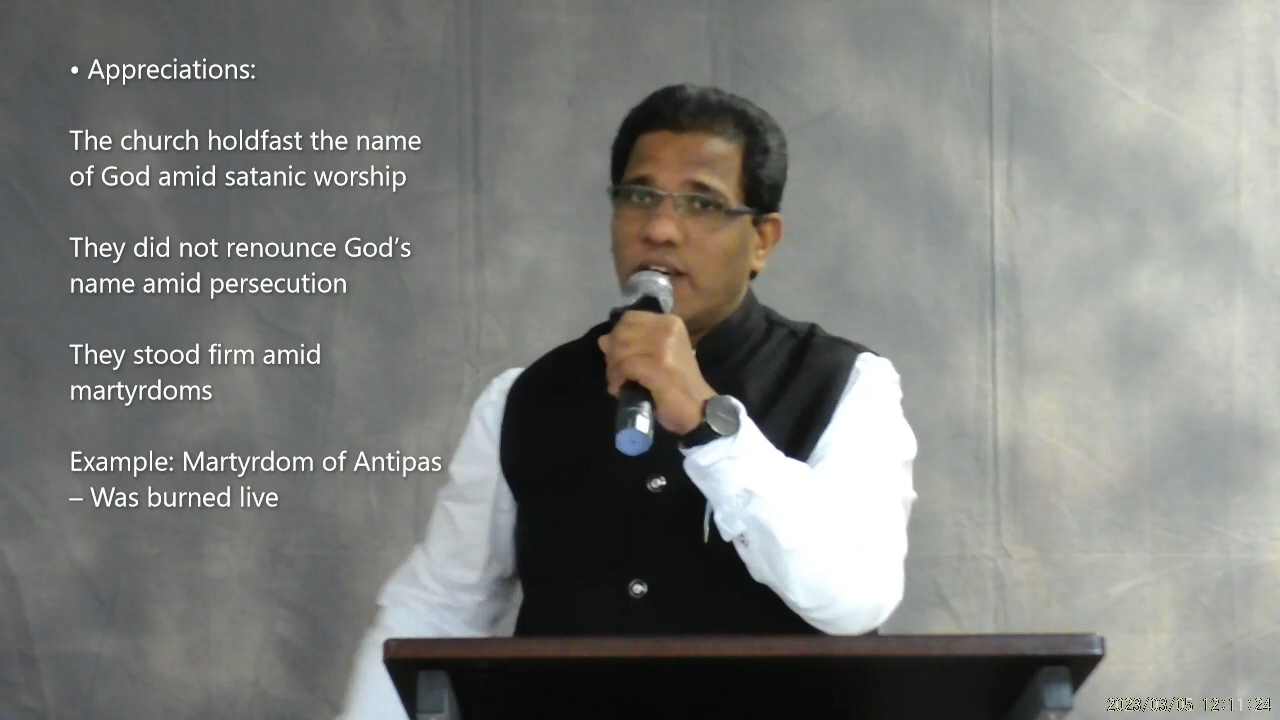 • Appreciations:
The church holdfast the name
of God amid satanic worship
They did not renounce God’s
name amid persecution
They stood firm amid
martyrdoms
Example: Martyrdom of Antipas
– Was burned live
2023/03/05 12:11:24